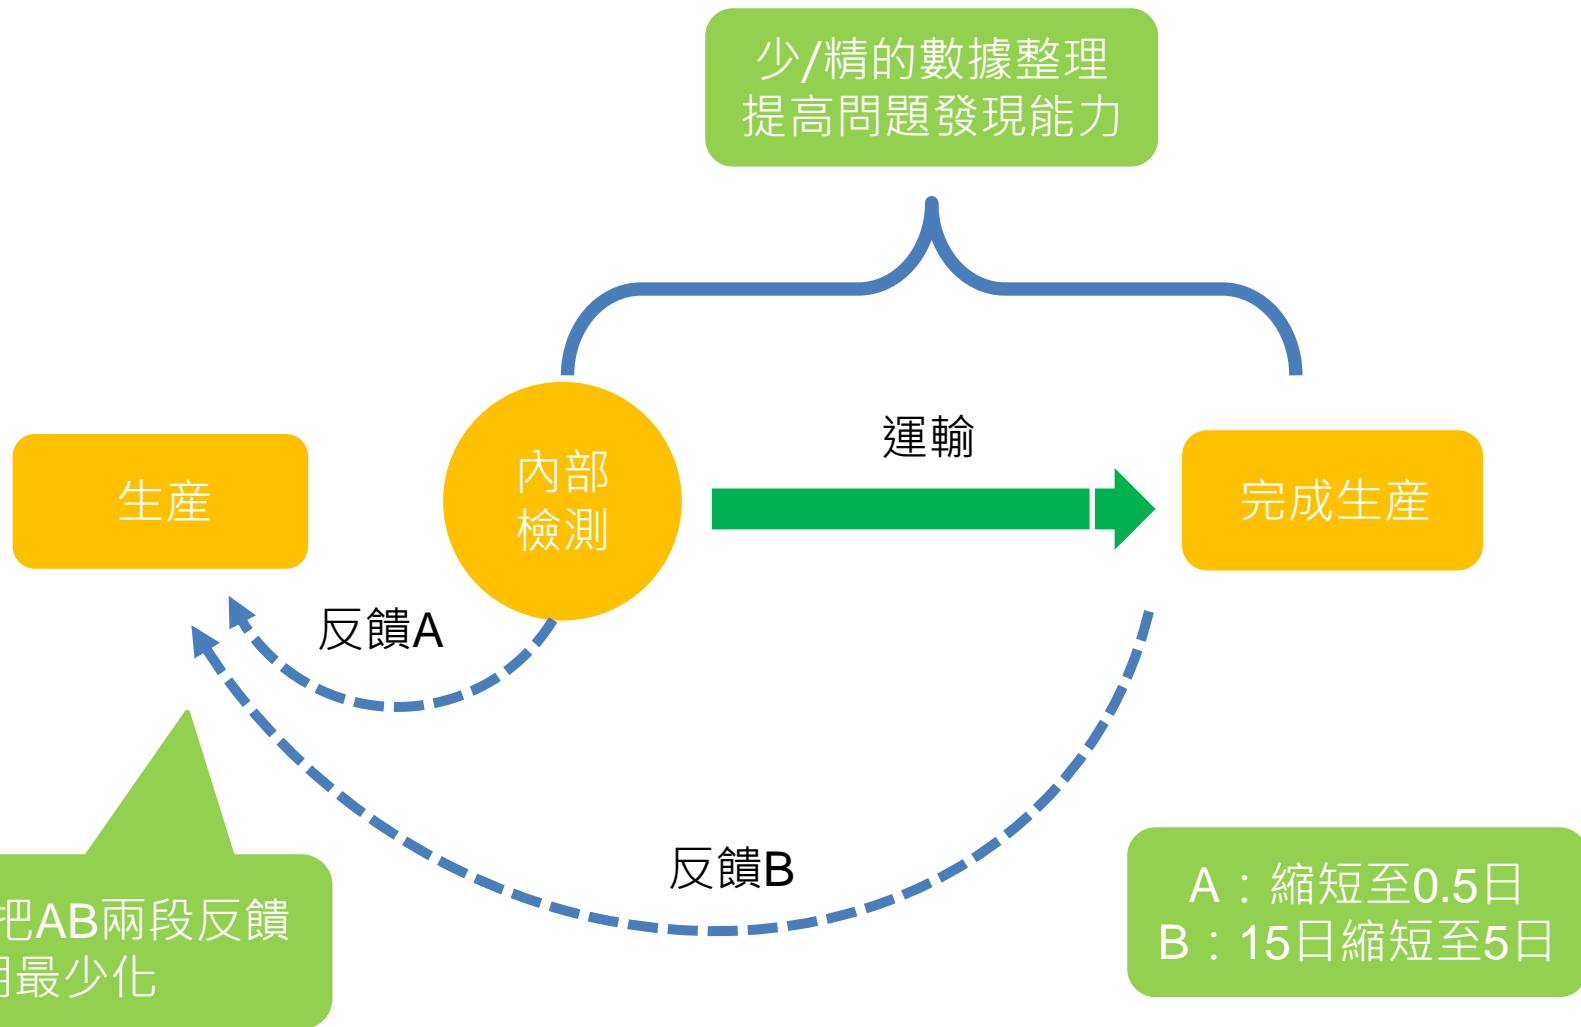 少/精的數據整理
提高問題發現能力
運輸
生産
內部
檢測
完成生産
反饋A
反饋B
把AB兩段反饋
最少化
A：縮短至0.5日
B：15日縮短至5日